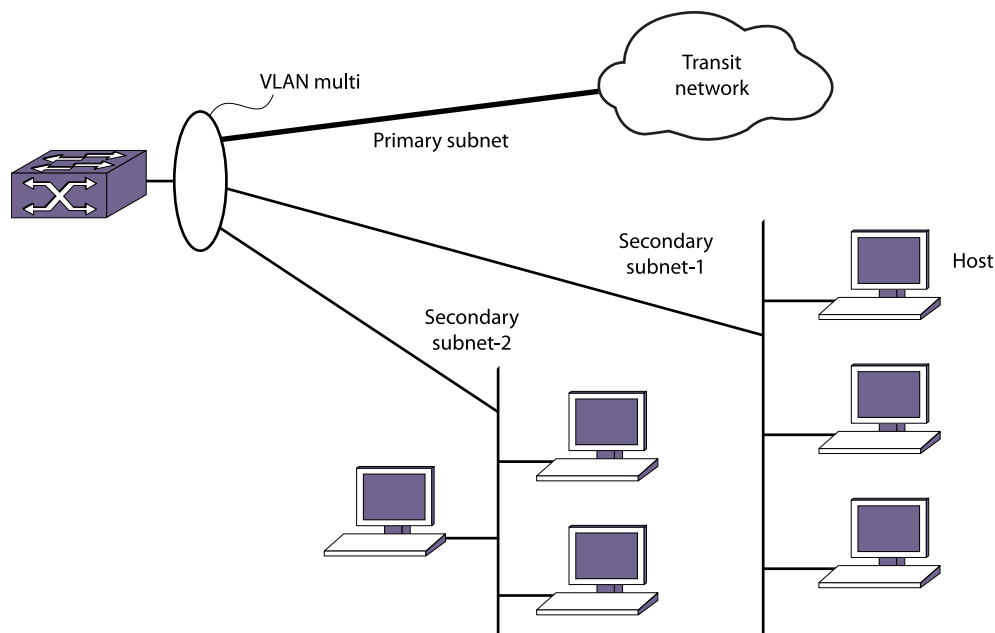 Transit
network
VLAN multi
Primary subnet
Secondary
subnet-1
Host
Secondary
subnet-2